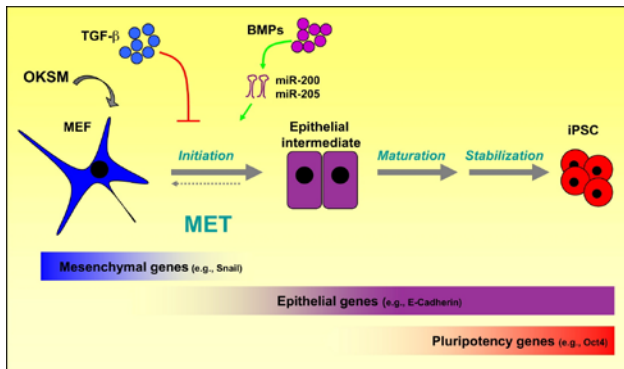 TGF-β
BMPs
OKSM
miR-200
miR-205
MEF
Epithelial
intermediate
iPSC
Initiation
Maturation
Stabilization
MET
Mesenchymal genes (e.g., Snail)
Epithelial genes (e.g., E-Cadherin)
Pluripotency genes (e.g., Oct4)